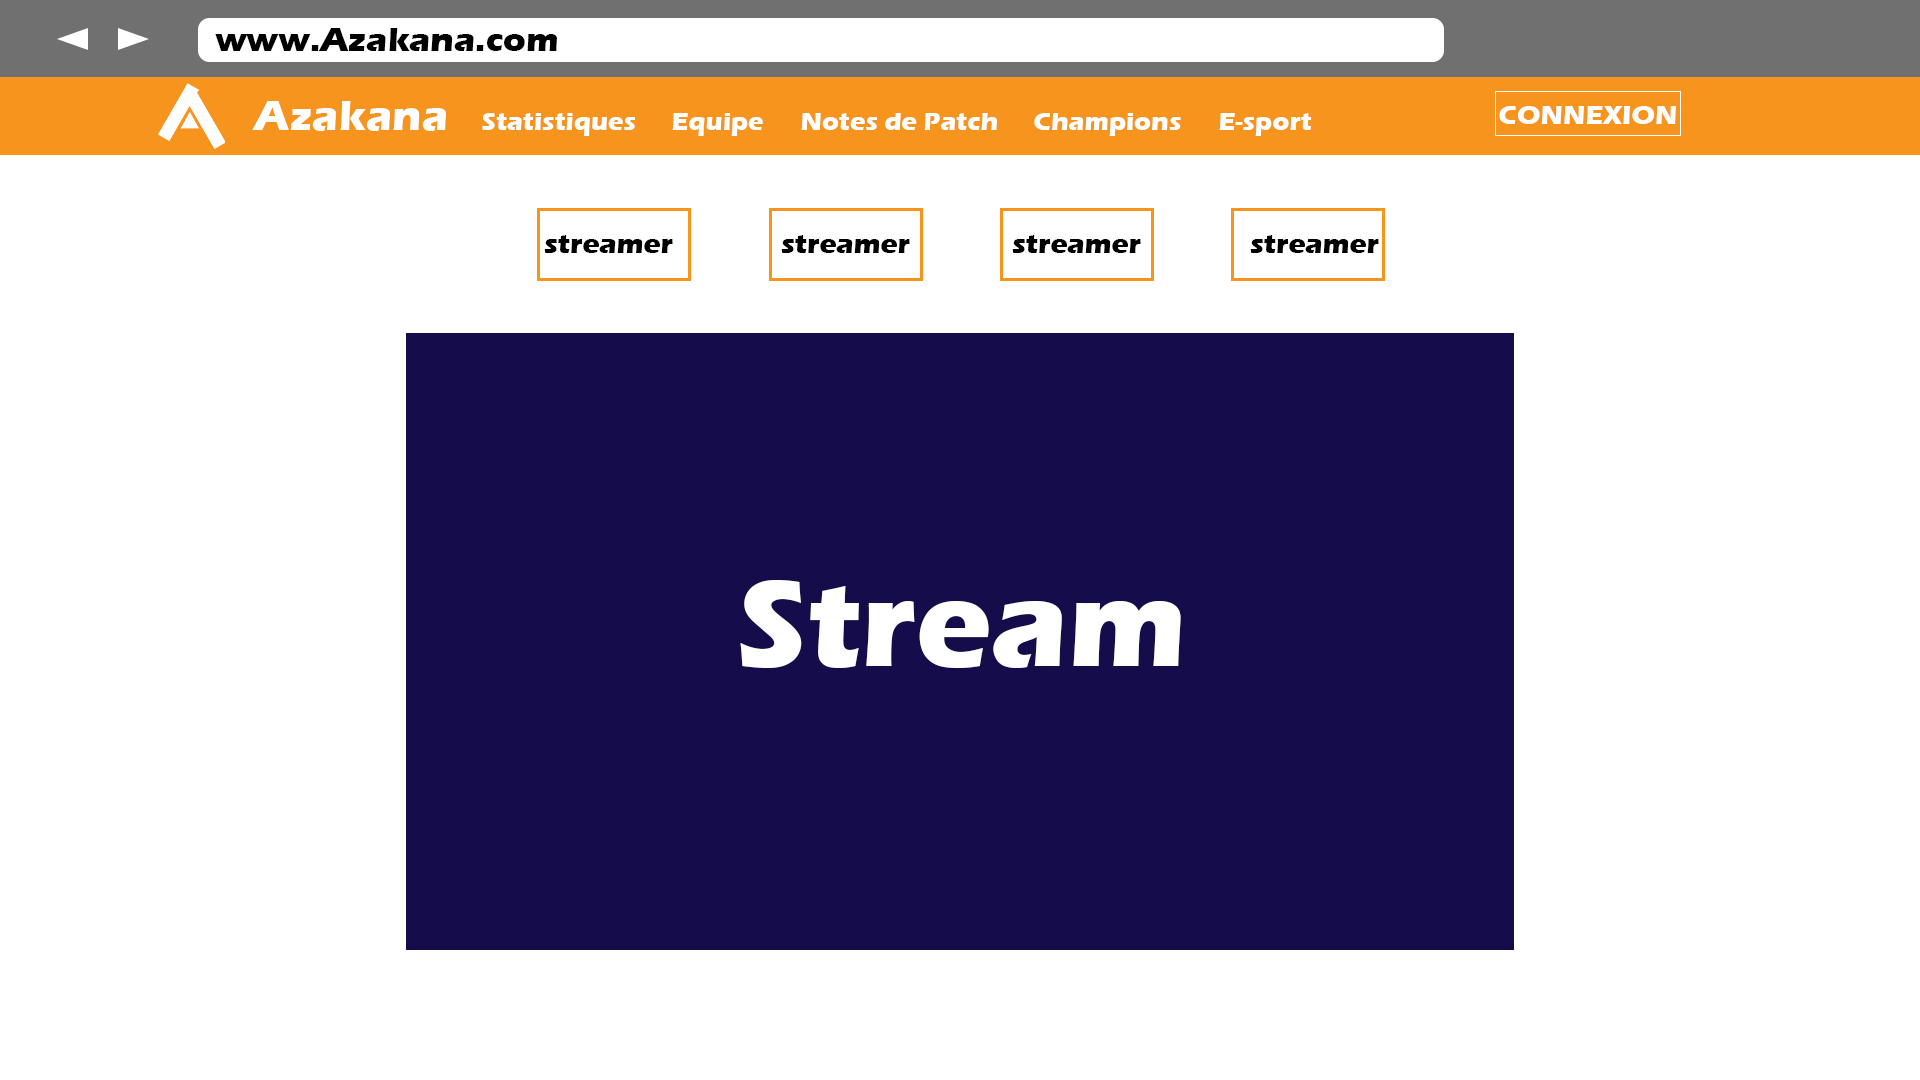 www.Azakana.com
Azakana Statistiques Equipe Notes de Patch Champions E-sport CONNEXION
streamer streamer streamer streamer
Stream